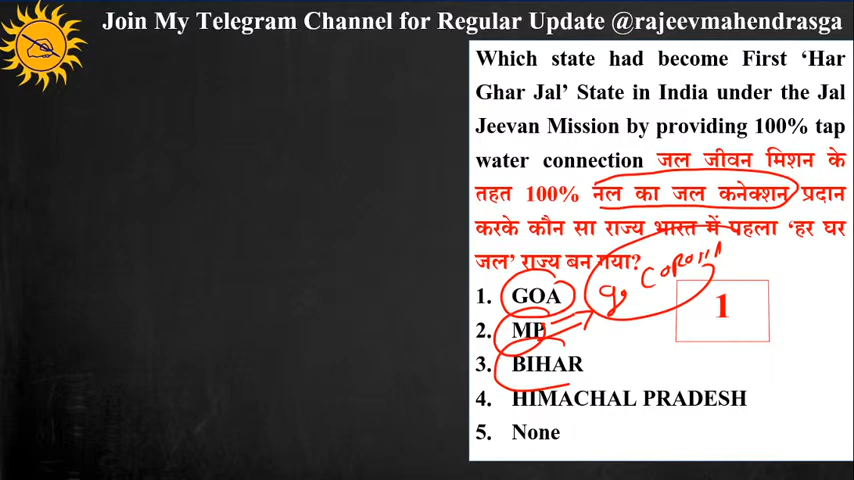 Join My Telegram Channel for Regular Update @rajeevmahendrasga
Which state had become First ‘Har
Ghar Jal’ State in India under the Jal
Jeevan Mission by providing 100% tap
water connection जल जीवन मिशन के
तहत 100% नल का जल कनेक्शन प्रदान
करके कौन सा राज्य भारत में पहला ‘हर घर
जल’ राज्य बन गया?
1. GOA
2. MP
3. BIHAR
4. HIMACHAL PRADESH
5. None
1